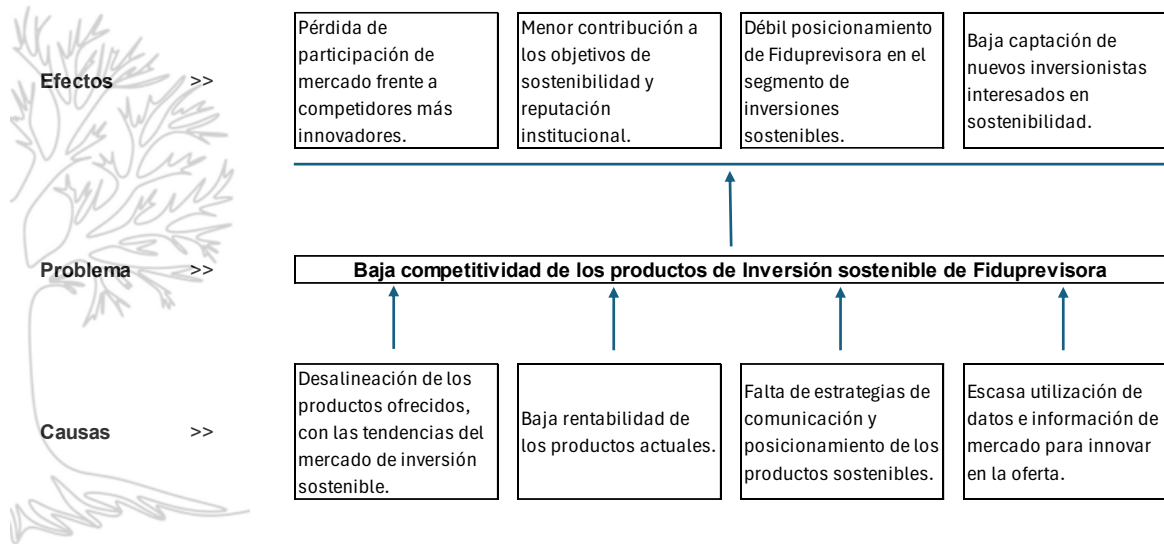 Efectos >>
Pérdida de
participación de
mercado frente a
competidores más
innovadores.
Menor contribución a
los objetivos de
sostenibilidad y
reputación
institucional.
Débil posicionamiento
de Fiduprevisora en el
segmento de
inversiones
sostenibles.
Baja captación de
nuevos inversionistas
interesados en
sostenibilidad.
Problema >>
Baja competitividad de los productos de Inversión sostenible de Fiduprevisora
Causas >>
Desalineación de los
productos ofrecidos,
con las tendencias del
mercado de inversión
sostenible.
Baja rentabilidad de
los productos actuales.
Falta de estrategias de
comunicación y
posicionamiento de los
productos sostenibles.
Escasa utilización de
datos e información de
mercado para innovar
en la oferta.